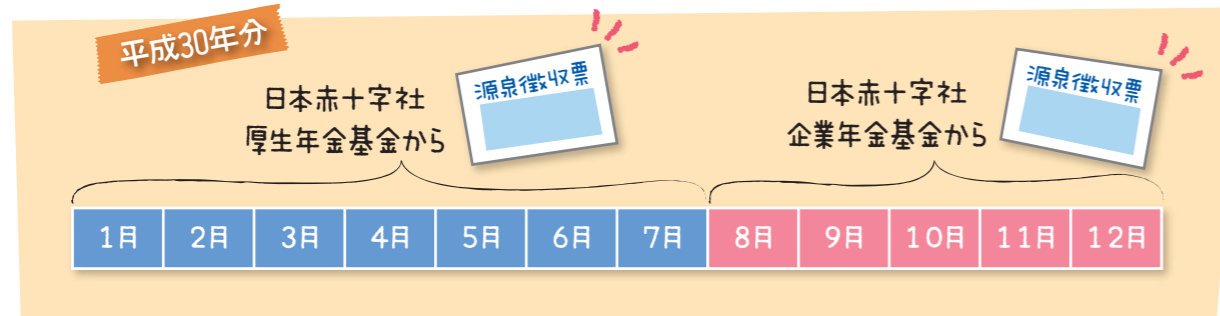 平成30年分
日本赤十字社
厚生年金基金から
源泉徴収票
日本赤十字社
企業年金基金から
源泉徴収票
1月 2月 3月 4月 5月 6月 7月 8月 9月 10月 11月 12月